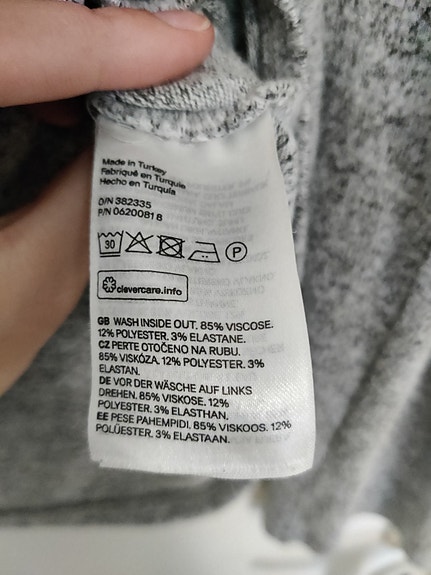 Made in Turkey
Fabriqué en Turquie
Hecho en Turquía
O/N 382335
P/N 06200818
30
P
clevercare.info
GB WASH INSIDE OUT. 85% VISCOSE.
12% POLYESTER. 3% ELASTANE.
CZ PERTE OTOČENO NA RUBU.
85% VISKÓZA. 12% POLYESTER. 3%
ELASTAN.
DE VOR DER WÄSCHE AUF LINKS
DREHEN. 85% VISKOSE. 12%
POLYESTER. 3% ELASTHAN.
EE PESE PAHEMPIDI. 85% VISKOOS. 12%
POLÜESTER. 3% ELASTAAN.